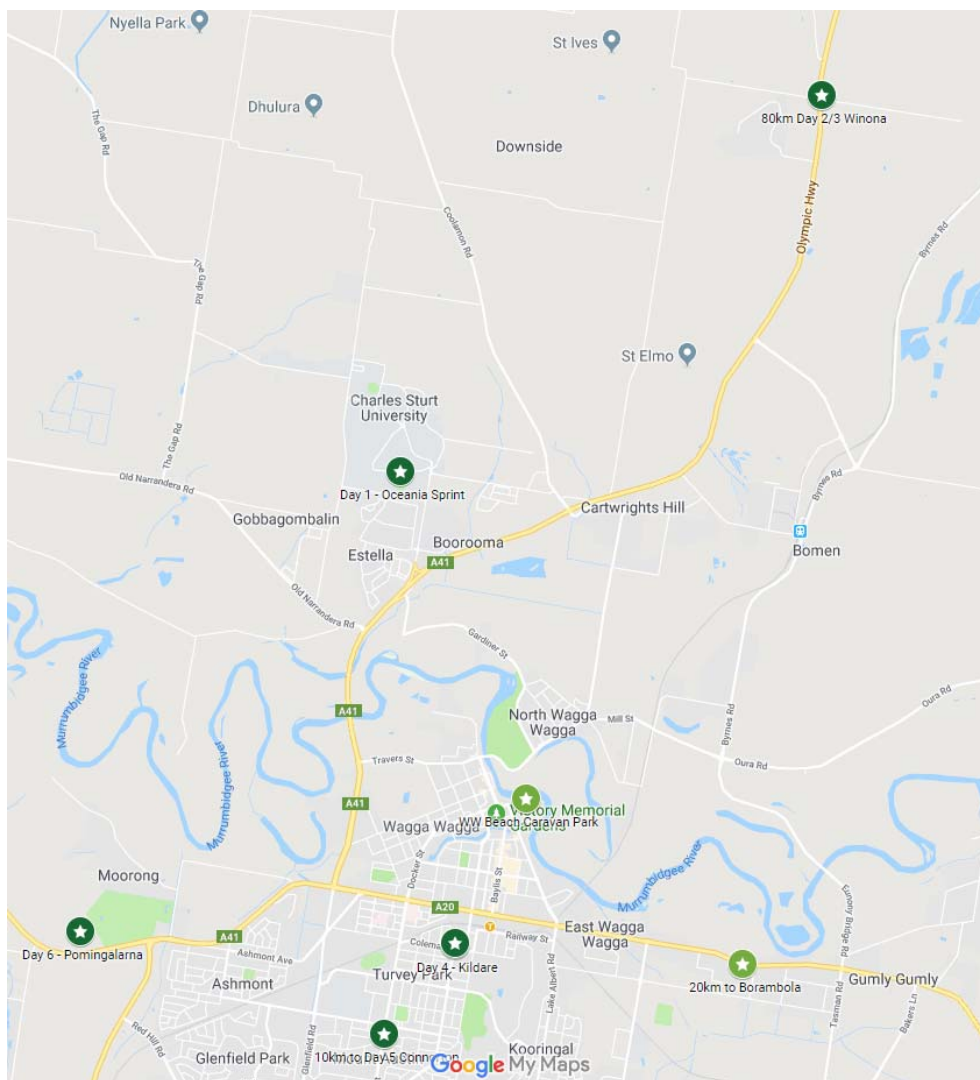 Nyella Park
St Ives
Dhulura
80km Day 2/3 Winona
The Gap Rd
Downside
Olympic Hwy
Coolamon Rd
Byrnes Rd
The Gap Rd
St Elmo
Charles Sturt
University
The Gap Rd
Byrnes Rd
Old Narrandera Rd
Day 1 - Oceania Sprint
Gobbagombalin
Cartwrights Hill
Boorooma
Estella
A41
Bomen
Old Narrandera Rd
Gardiner St
Murrumbidgee River
Oura Rd
A41
North Wagga
Wagga
Mill St
Byrnes Rd
Murrumbidgee River
Travers St
Oura Rd
A41
Victory Memorial
Gardens
WW Beach Caravan Park
Wagga Wagga
Docker St
Moorong
Baylis St
Murrumbidgee River
Eunony Bridge Rd
A20
A41
Railway St
East Wagga
Wagga
Day 6 - Pomingalarna
Ashmont Ave
Day 4 - Kildare
Turvey Park
Ashmont
Lake Albert Rd
20km to Borambola
Gumly Gumly
Tasman Rd
Bakers Ln
Red Hill Rd
Glenfield Rd
Glenfield Park
10km to Day 5
Kooringal
Google My Maps